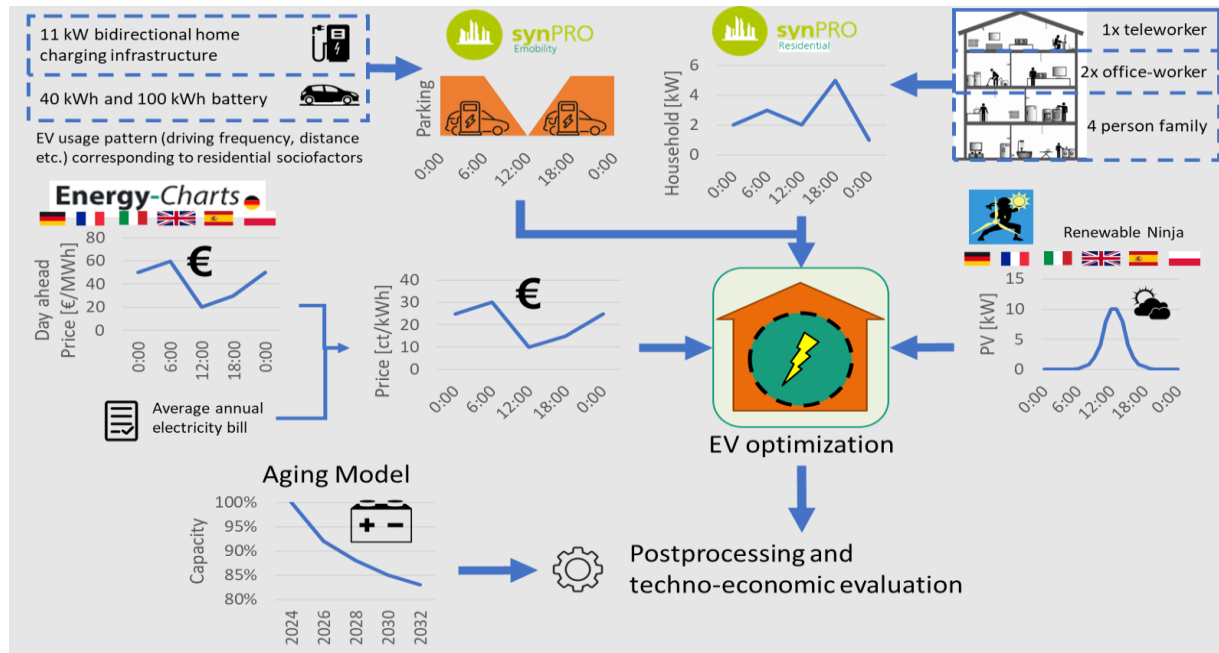 11 kW bidirectional home
charging infrastructure
40 kWh and 100 kWh battery
EV usage pattern (driving frequency, distance
etc.) corresponding to residential sociofactors
synPRO
Emobility
Parking
0:00
6:00
12:00
18:00
0:00
synPRO
Residential
Household [kW]
6
4
2
0
0:00
6:00
12:00
18:00
0:00
1x teleworker
2x office-worker
4 person family
Energy-Charts
Day ahead
Price [€/MWh]
80
60
40
20
0
€
0:00
6:00
12:00
18:00
0:00
Average annual
electricity bill
Price [ct/kWh]
40
30
20
10
0
€
0:00
6:00
12:00
18:00
0:00
Renewable Ninja
PV [kW]
15
10
5
0
0:00
6:00
12:00
18:00
0:00
EV optimization
Aging Model
Capacity
100%
95%
90%
85%
80%
+ −
2024
2026
2028
2030
2032
Postprocessing and
techno-economic evaluation